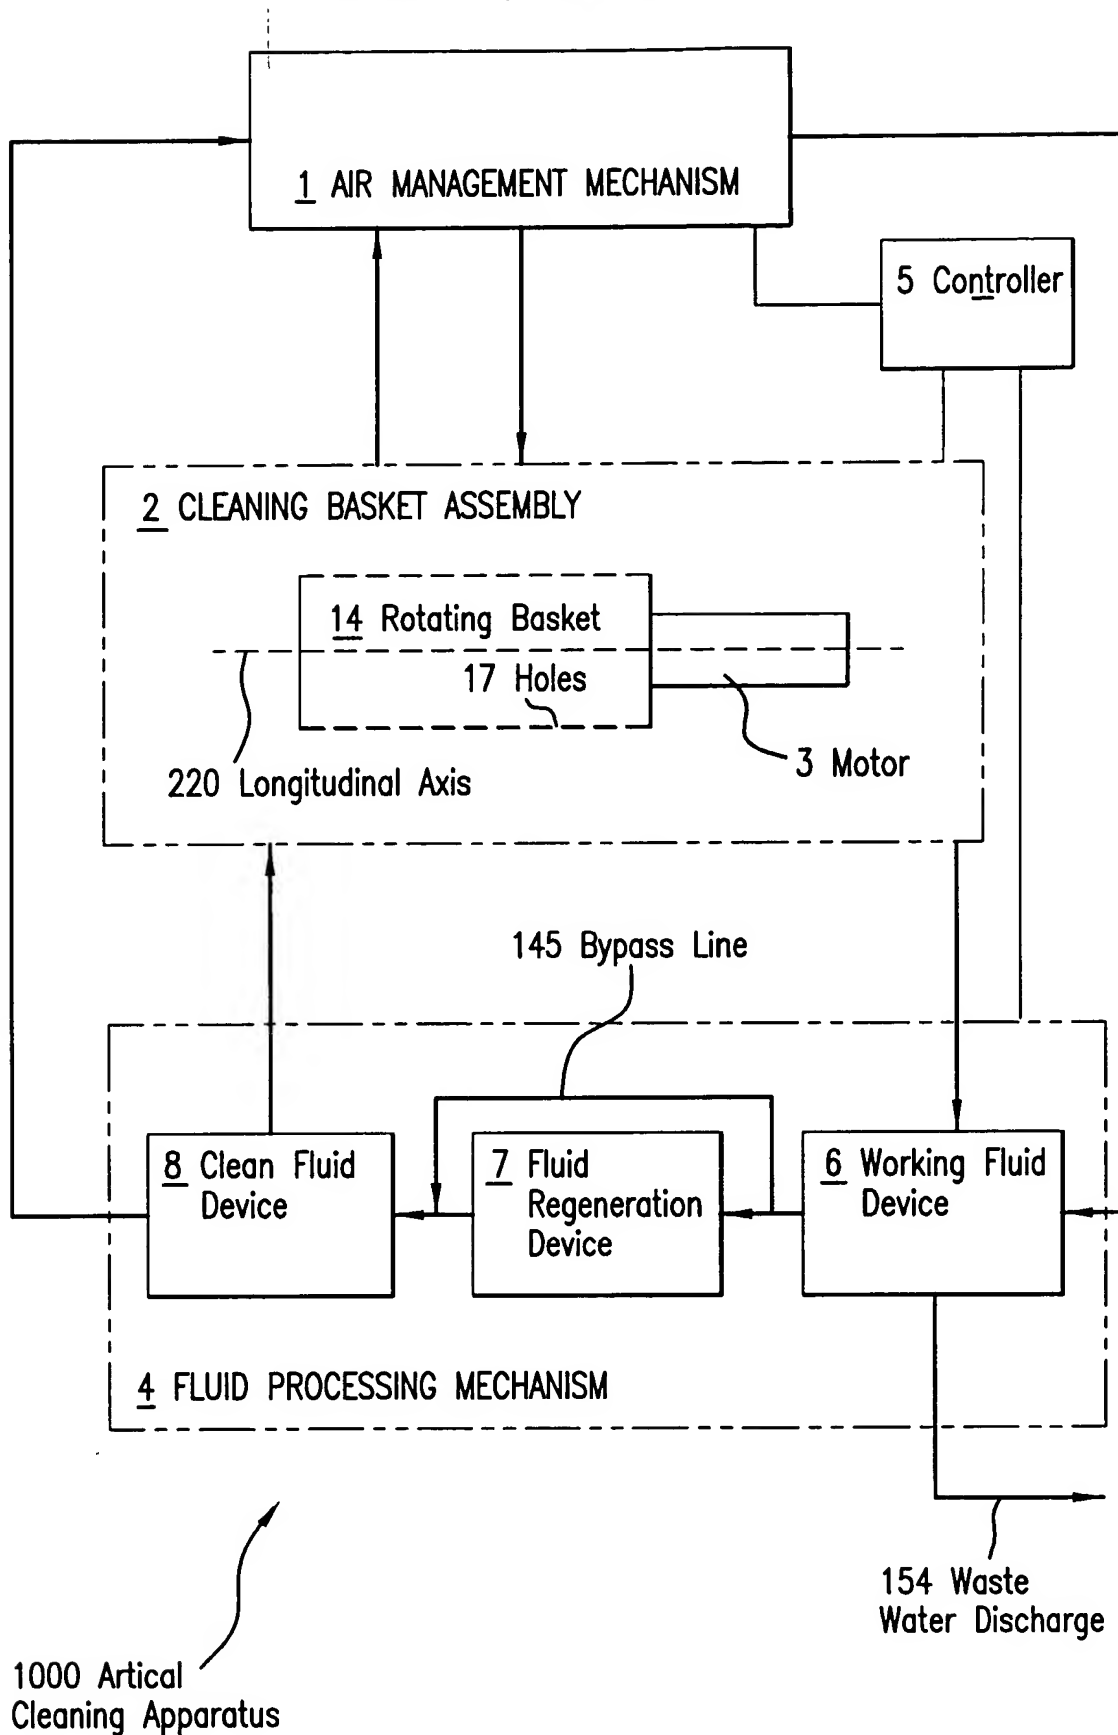 1 AIR MANAGEMENT MECHANISM
5 Controller
2 CLEANING BASKET ASSEMBLY
14 Rotating Basket
17 Holes
3 Motor
220 Longitudinal Axis
145 Bypass Line
8 Clean Fluid
Device
7 Fluid
Regeneration
Device
6 Working Fluid
Device
4 FLUID PROCESSING MECHANISM
154 Waste
Water Discharge
1000 Artical
Cleaning Apparatus